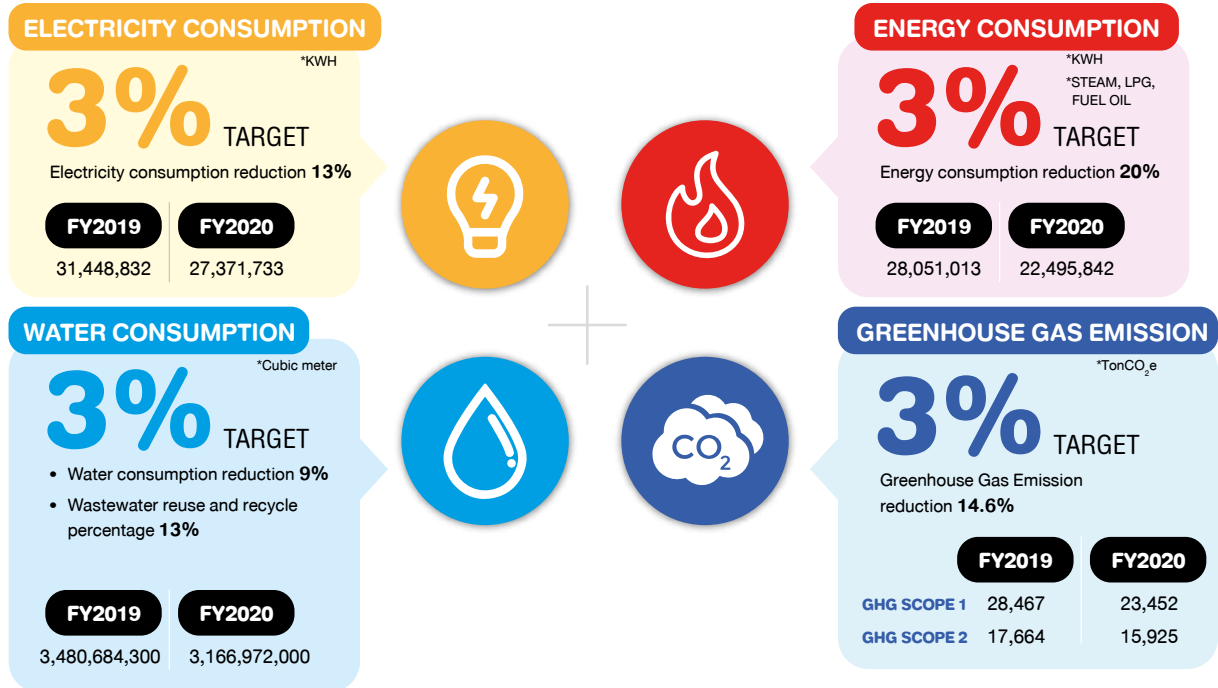 ELECTRICITY CONSUMPTION
*KWH
3%
TARGET
Electricity consumption reduction 13%
FY2019 FY2020
31,448,832 27,371,733
ENERGY CONSUMPTION
*KWH
*STEAM, LPG,
FUEL OIL
3%
TARGET
Energy consumption reduction 20%
FY2019 FY2020
28,051,013 22,495,842
WATER CONSUMPTION
*Cubic meter
3%
TARGET
• Water consumption reduction 9%
• Wastewater reuse and recycle
percentage 13%
FY2019 FY2020
3,480,684,300 3,166,972,000
CO₂
GREENHOUSE GAS EMISSION
*TonCO₂e
3%
TARGET
Greenhouse Gas Emission
reduction 14.6%
FY2019 FY2020
GHG SCOPE 1 28,467 23,452
GHG SCOPE 2 17,664 15,925